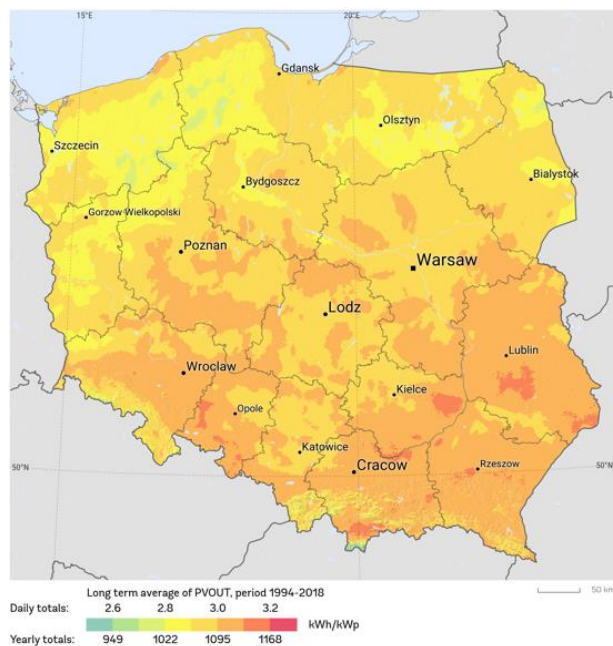 15°E
20°E
Gdansk
Olsztyn
Szczecin
Bialystok
Bydgoszcz
Gorzow Wielkopolski
Poznan
Warsaw
Lodz
Lublin
Wroclaw
Kielce
Opole
Katowice
Rzeszow
50°N
50°N
Cracow
Long term average of PVOUT, period 1994-2018
50 km
Daily totals: 2.6 2.8 3.0 3.2
kWh/kWp
Yearly totals: 949 1022 1095 1168